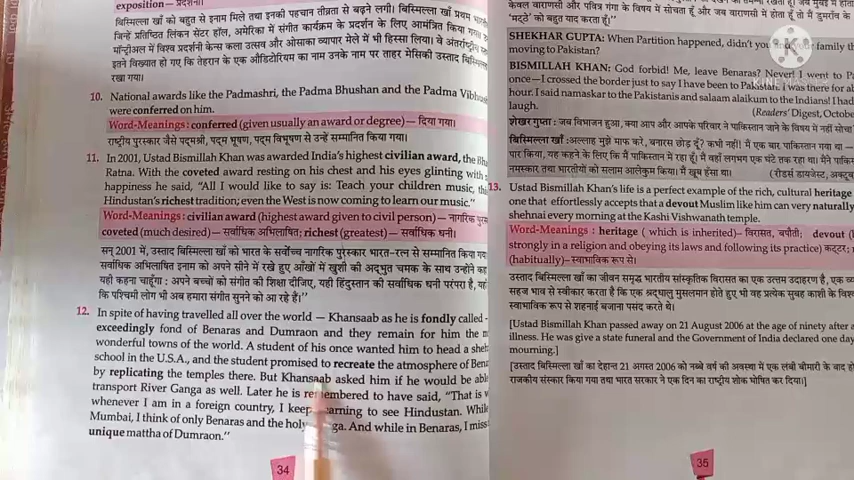 exposition — प्रदर्शनी।
बिस्मिल्ला खाँ को बहुत से इनाम मिले तथा इनकी पहचान तीव्रता से बढ़ने लगी। बिस्मिल्ला खाँ प्रथम
जिन्हें प्रतिष्ठित लिंकन सेंटर हॉल, अमेरिका में संगीत कार्यक्रम के प्रदर्शन के लिए आमंत्रित किया गया
मॉन्ट्रीअल में विश्व प्रदर्शनी केन्स कला उत्सव और ओसाका व्यापार मेले में भी हिस्सा लिया। वे अंतर्राष्ट्रीय
इतने विख्यात हो गए कि तेहरान के एक ऑडिटोरियम का नाम उनके नाम पर ताहर मेसिकी उस्ताद
रखा गया।
10. National awards like the Padmashri, the Padma Bhushan and the Padma
were conferred on him.
Word-Meanings : conferred (given usually an award or degree) — दिया गया।
राष्ट्रीय पुरस्कार जैसे पद्मश्री, पद्म भूषण, पद्म विभूषण से उन्हें सम्मानित किया गया।
11. In 2001, Ustad Bismillah Khan was awarded India's highest civilian award, the
Ratna. With the coveted award resting on his chest and his eyes glinting with
happiness he said, "All I would like to say is: Teach your children music, this
Hindustan's richest tradition; even the West is now coming to learn our music."
Word-Meanings : civilian award (highest award given to civil person) — नागरिक
coveted (much desired) — सर्वाधिक अभिलषित; richest (greatest) — सर्वाधिक धनी।
सन् 2001 में, उस्ताद बिस्मिल्ला खाँ को भारत के सर्वोच्च नागरिक पुरस्कार भारत-रत्न से सम्मानित किया
सर्वाधिक अभिलाषित इनाम को अपने सीने में रखे हुए आँखों में खुशी की अद्भुत चमक के साथ उन्होंने
यही कहना चाहूँगा : अपने बच्चों को संगीत की शिक्षा दीजिए, यही हिंदुस्तान की सर्वाधिक धनी परंपरा है,
कि पश्चिमी लोग भी अब हमारा संगीत सुनने को आ रहे हैं।"
12. In spite of having travelled all over the world — Khansaab as he is fondly called
exceedingly fond of Benaras and Dumraon and they remain for him the
wonderful towns of the world. A student of his once wanted him to head a
school in the U.S.A., and the student promised to recreate the atmosphere of
by replicating the temples there. But Khansaab asked him if he would be able
transport River Ganga as well. Later he is remembered to have said, "That is
whenever I am in a foreign country, I keep yearning to see Hindustan. While
Mumbai, I think of only Benaras and the holy Ganga. And while in Benaras, I miss
unique mattha of Dumraon."
34
केवल वाराणसी और पवित्र गंगा के विषय में सोचता हूँ और जब वाराणसी में होता हूँ तो मैं डुमराँव के
'मट्ठे' को बहुत याद करता हूँ।"
SHEKHAR GUPTA: When Partition happened, didn't you and your family
moving to Pakistan?
BISMILLAH KHAN: God forbid! Me, leave Benaras? Never! I went to
once—I crossed the border just to say I have been to Pakistan. I was there for
hour. I said namaskar to the Pakistanis and salaam alaikum to the Indians! I had
laugh.
(Readers' Digest, October
शेखर गुप्ता : जब विभाजन हुआ, क्या आप और आपके परिवार ने पाकिस्तान जाने के विषय में नहीं
बिस्मिल्ला खाँ : अल्लाह मुझे माफ करे, बनारस छोड़ दूँ? कभी नहीं! मैं एक बार पाकिस्तान गया था —
पार किया, यह कहने के लिए कि मैं पाकिस्तान में रहा हूँ। मैं वहाँ लगभग एक घंटे तक रहा था। मैंने
नमस्कार तथा भारतीयों को सलाम आलेकुम किया। मैं खूब हँसा था।
(रीडर्स डाइजेस्ट,
13. Ustad Bismillah Khan's life is a perfect example of the rich, cultural heritage
one that effortlessly accepts that a devout Muslim like him can very naturally
shehnai every morning at the Kashi Vishwanath temple.
Word-Meanings : heritage ( which is inherited)– विरासत, बपौती; devout
strongly in a religion and obeying its laws and following its practice) कट्टर;
(habitually)–स्वाभाविक रूप से।
उस्ताद बिस्मिल्ला खाँ का जीवन समृद्ध भारतीय सांस्कृतिक विरासत का एक उत्तम उदाहरण है, एक
सहज भाव से स्वीकार करता है कि एक श्रद्धालु मुसलमान होते हुए भी वह प्रत्येक सुबह काशी के
स्वाभाविक रूप से शहनाई बजाना पसंद करते थे।
[Ustad Bismillah Khan passed away on 21 August 2006 at the age of ninety after a
illness. He was give a state funeral and the Government of India declared one day
mourning.]
[उस्ताद बिस्मिल्ला खाँ का देहान्त 21 अगस्त 2006 को नब्बे वर्ष की अवस्था में एक लंबी बीमारी के बाद
राजकीय संस्कार किया गया तथा भारत सरकार ने एक दिन का राष्ट्रीय शोक घोषित कर दिया।]
35
KINEMASTER